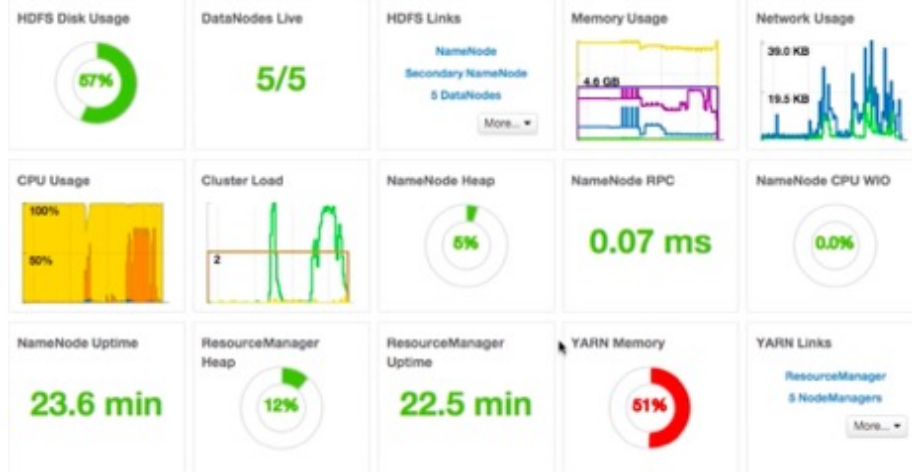 HDFS Disk Usage
57%
DataNodes Live
5/5
HDFS Links
NameNode
Secondary NameNode
5 DataNodes
More...
Memory Usage
4.6 GB
Network Usage
39.0 KB
19.5 KB
CPU Usage
100%
50%
Cluster Load
2
NameNode Heap
5%
NameNode RPC
0.07 ms
NameNode CPU WIO
0.0%
NameNode Uptime
23.6 min
ResourceManager
Heap
12%
ResourceManager
Uptime
22.5 min
YARN Memory
51%
YARN Links
ResourceManager
5 NodeManagers
More...